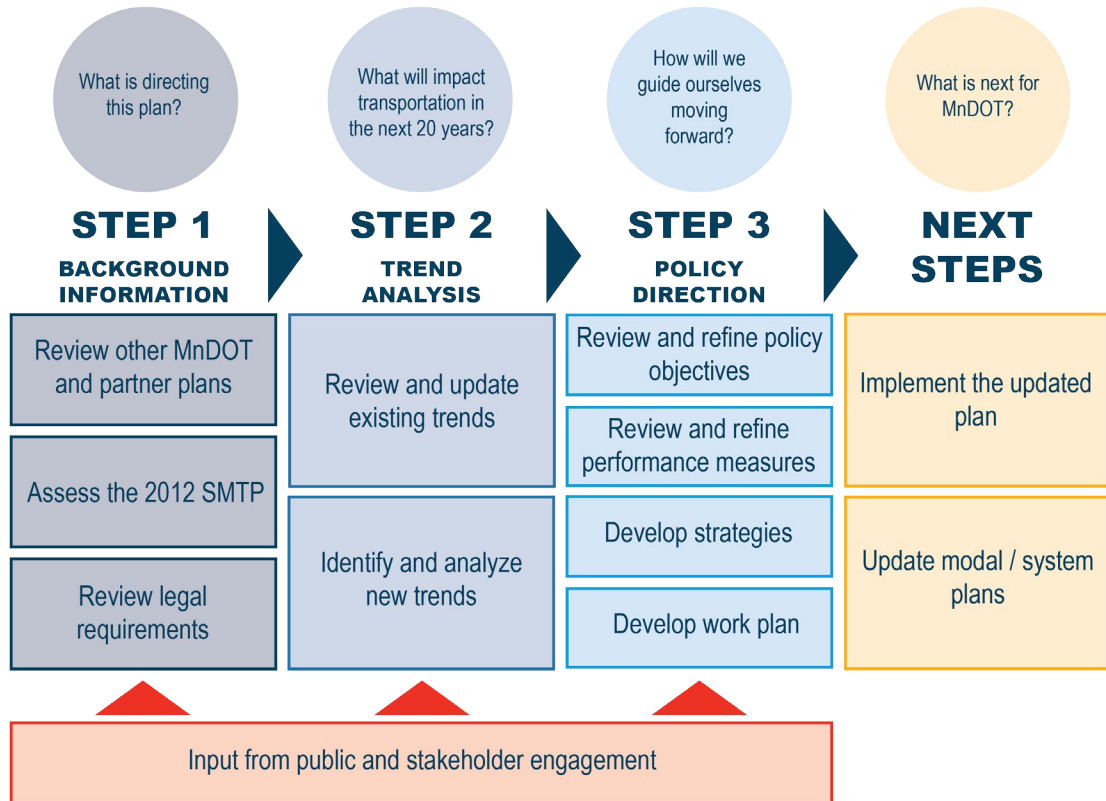 What is directing
this plan?
What will impact
transportation in
the next 20 years?
How will we
guide ourselves
moving
forward?
What is next for
MnDOT?
STEP 1
BACKGROUND
INFORMATION
STEP 2
TREND
ANALYSIS
STEP 3
POLICY
DIRECTION
NEXT
STEPS
Review other MnDOT
and partner plans
Assess the 2012 SMTP
Review legal
requirements
Review and update
existing trends
Identify and analyze
new trends
Review and refine policy
objectives
Review and refine
performance measures
Develop strategies
Develop work plan
Implement the updated
plan
Update modal / system
plans
Input from public and stakeholder engagement